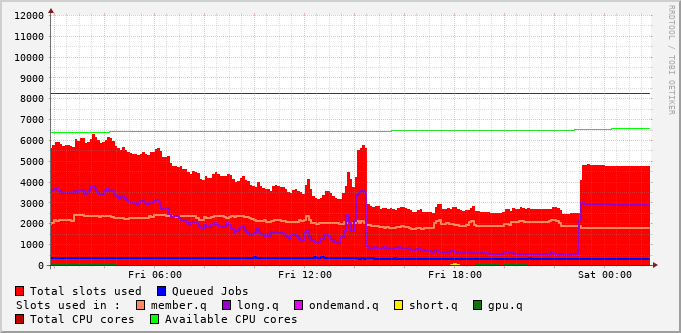 12000
11000
10000
9000
8000
7000
6000
5000
4000
3000
2000
1000
0
Fri 06:00 Fri 12:00 Fri 18:00 Sat 00:00
Total slots used Queued Jobs
Slots used in : member.q long.q ondemand.q short.q gpu.q
Total CPU cores Available CPU cores
RRDTOOL / TOBI OETIKER